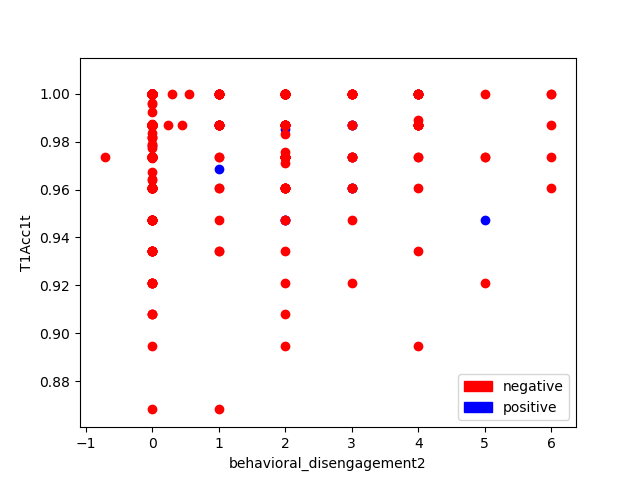 1.00
0.98
0.96
0.94
0.92
0.90
0.88
T1Acc1t
−1 0 1 2 3 4 5 6
behavioral_disengagement2
negative
positive